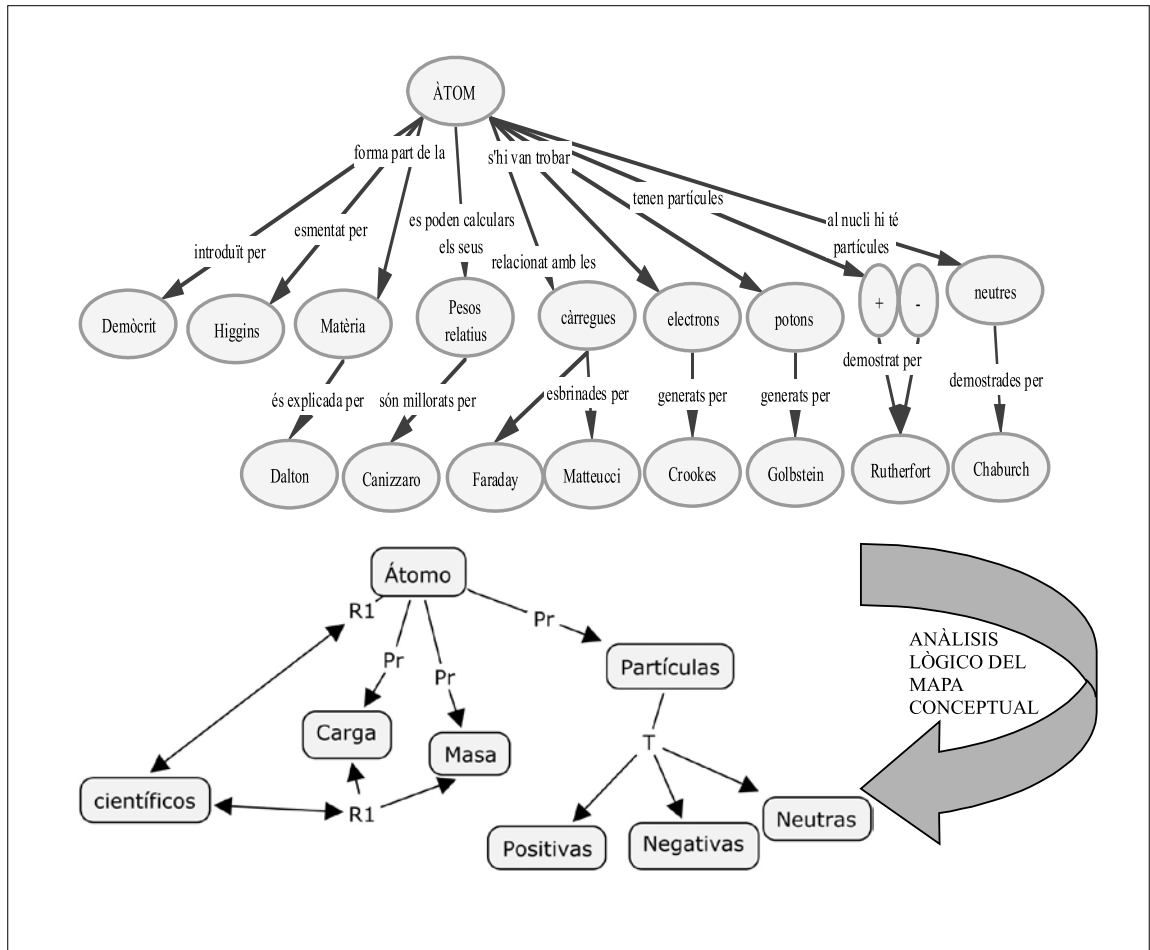 ÀTOM
forma part de la
s'hi van trobar
tenen partícules
al nucli hi té
partícules
es poden calculars
els seus
esmentat per
introduït per
relacionat amb les
Demòcrit
Higgins
Matèria
Pesos
relatius
càrregues
electrons
potons
+
-
neutres
és explicada per
són millorats per
esbrinades per
generats per
generats per
demostrat per
demostrades per
Dalton
Canizzaro
Faraday
Matteucci
Crookes
Golbstein
Rutherfort
Chaburch
Átomo
R1
Pr
Pr
Pr
Partículas
Carga
Masa
T
científicos
R1
Positivas
Negativas
Neutras
ANÀLISIS
LÒGICO DEL
MAPA
CONCEPTUAL